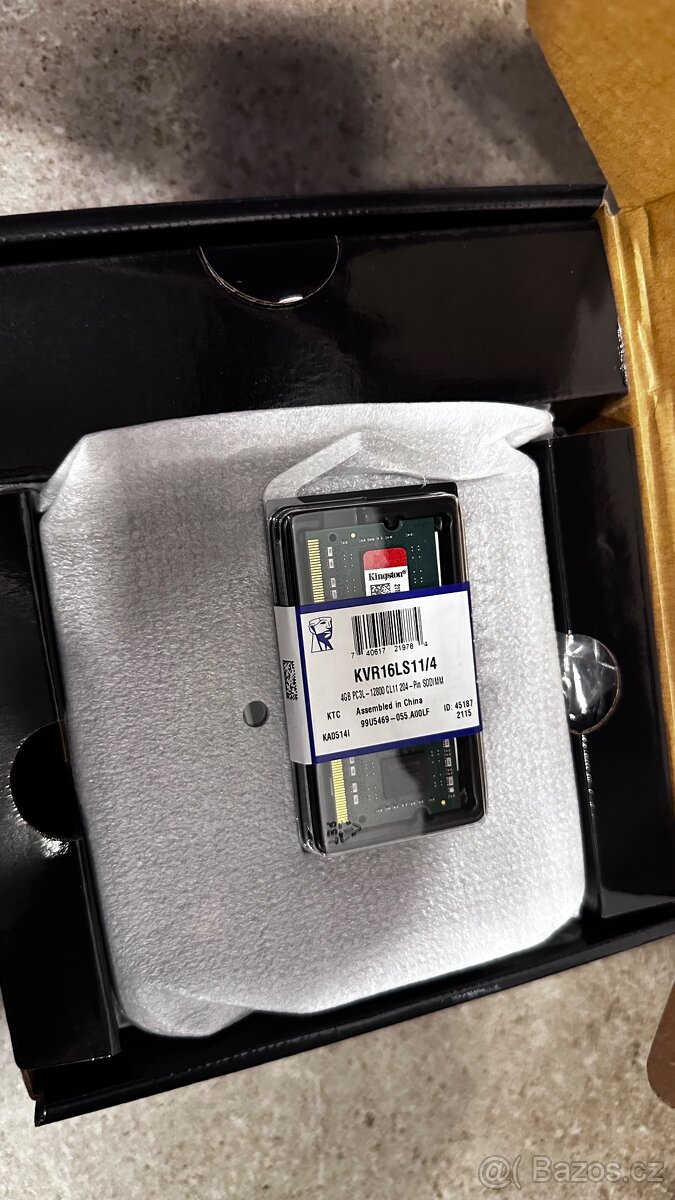 Kingston®
7 40617 21978 4
KVR16LS11/4
4GB PC3L-12800 CL11 204-Pin SODIMM
KTC Assembled in China
99U5469-055.A00LF ID: 45187
KA0514I 2115
@( Bazos.cz